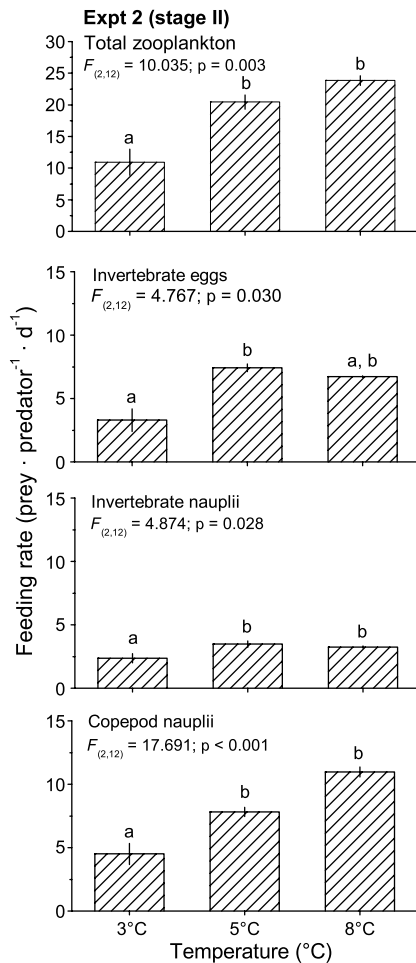 Expt 2 (stage II)
Total zooplankton
F(2,12) = 10.035; p = 0.003
30
25
20
15
10
5
0
a
b
b
Invertebrate eggs
F(2,12) = 4.767; p = 0.030
15
10
5
0
a
b
a, b
Invertebrate nauplii
F(2,12) = 4.874; p = 0.028
15
10
5
0
a
b
b
Copepod nauplii
F(2,12) = 17.691; p < 0.001
15
10
5
0
a
b
b
3°C 5°C 8°C
Temperature (°C)
Feeding rate (prey · predator⁻¹ · d⁻¹)